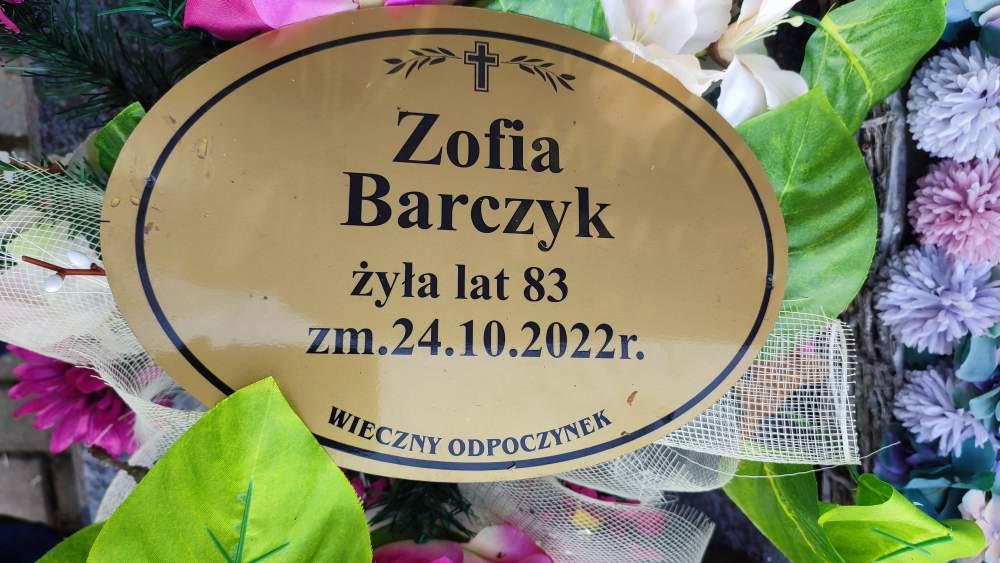 Zofia
Barczyk
żyła lat 83
zm.24.10.2022r.
WIECZNY ODPOCZYNEK